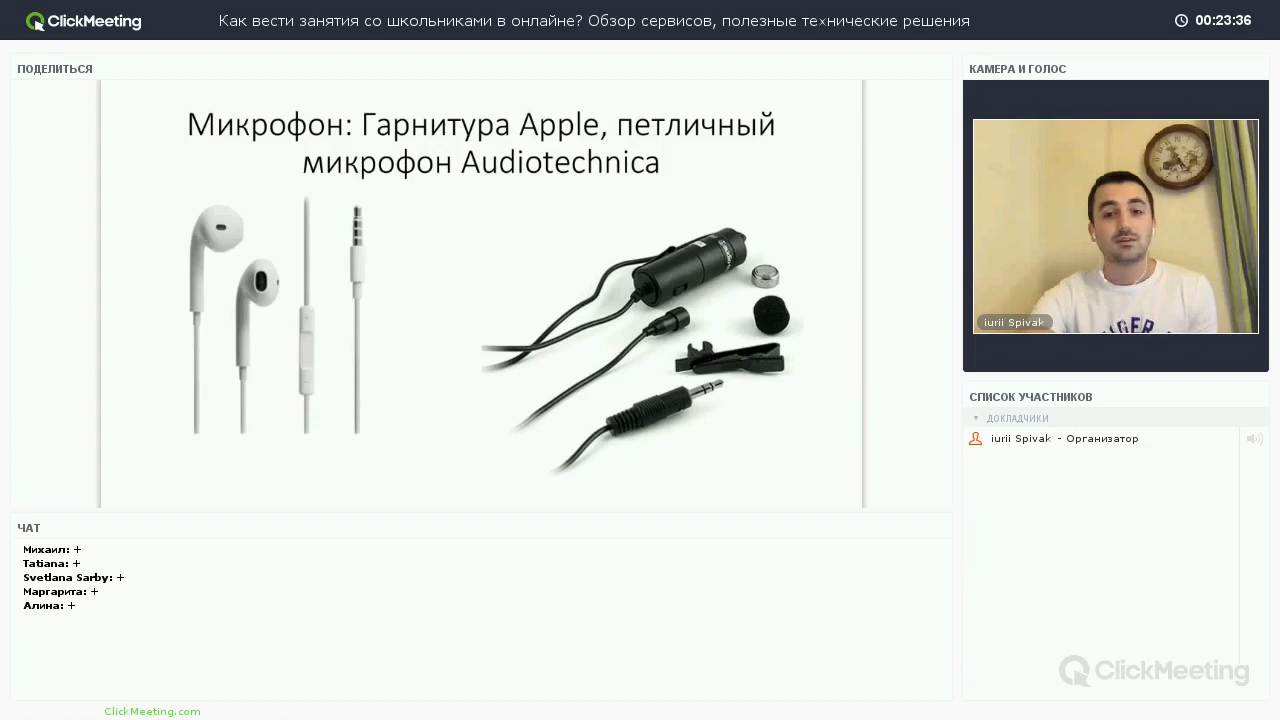 ClickMeeting
Как вести занятия со школьниками в онлайне? Обзор сервисов, полезные технические решения
00:23:36
ПОДЕЛИТЬСЯ
Микрофон: Гарнитура Apple, петличный
микрофон Audiotechnica
КАМЕРА И ГОЛОС
iurii Spivak
СПИСОК УЧАСТНИКОВ
ДОКЛАДЧИКИ
iurii Spivak - Организатор
ЧАТ
Михаил: +
Tatiana: +
Svetlana Sarby: +
Маргарита: +
Алина: +
ClickMeeting
ClickMeeting.com